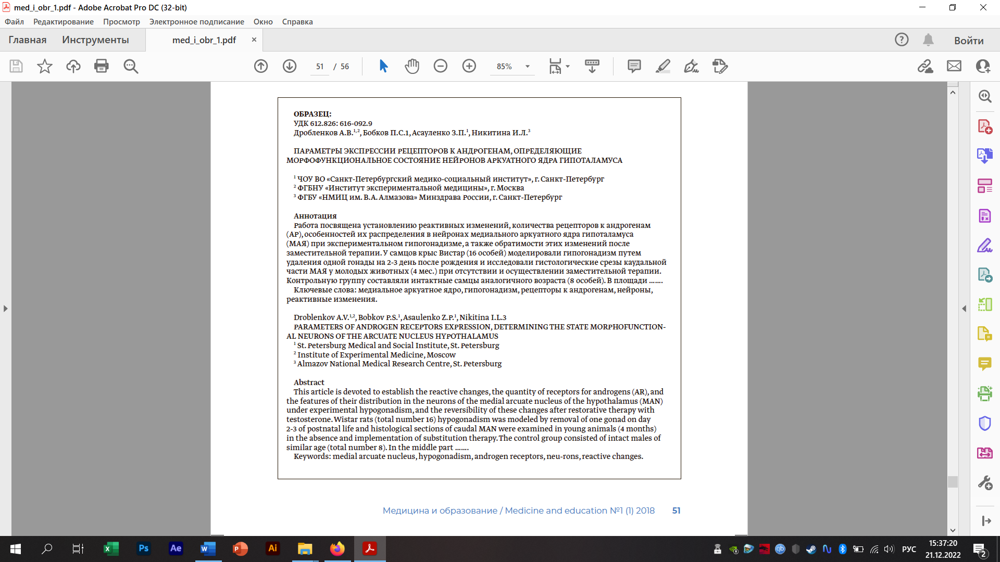 med_i_obr_1.pdf - Adobe Acrobat Pro DC (32-bit)
Файл Редактирование Просмотр Электронное подписание Окно Справка
Главная Инструменты med_i_obr_1.pdf × Войти
51 / 56 85%
ОБРАЗЕЦ:
УДК 612.826: 616-092.9
Дробленков А.В.1,2, Бобков П.С.1, Асауленко З.П.1, Никитина И.Л.3
ПАРАМЕТРЫ ЭКСПРЕССИИ РЕЦЕПТОРОВ К АНДРОГЕНАМ, ОПРЕДЕЛЯЮЩИЕ
МОРФОФУНКЦИОНАЛЬНОЕ СОСТОЯНИЕ НЕЙРОНОВ АРКУАТНОГО ЯДРА ГИПОТАЛАМУСА
1 ЧОУ ВО «Санкт-Петербургский медико-социальный институт», г. Санкт-Петербург
2 ФГБНУ «Институт экспериментальной медицины», г. Москва
3 ФГБУ «НМИЦ им. В.А. Алмазова» Минздрава России, г. Санкт-Петербург
Аннотация
Работа посвящена установлению реактивных изменений, количества рецепторов к андрогенам
(АР), особенностей их распределения в нейронах медиального аркуатного ядра гипоталамуса
(МАЯ) при экспериментальном гипогонадизме, а также обратимости этих изменений после
заместительной терапии. У самцов крыс Вистар (16 особей) моделировали гипогонадизм путем
удаления одной гонады на 2-3 день после рождения и исследовали гистологические срезы каудальной
части МАЯ у молодых животных (4 мес.) при отсутствии и осуществлении заместительной терапии.
Контрольную группу составляли интактные самцы аналогичного возраста (8 особей). В площади .......
Ключевые слова: медиальное аркуатное ядро, гипогонадизм, рецепторы к андрогенам, нейроны,
реактивные изменения.
Droblenkov A.V.1,2, Bobkov P.S.1, Asaulenko Z.P.1, Nikitina I.L.3
PARAMETERS OF ANDROGEN RECEPTORS EXPRESSION, DETERMINING THE STATE MORPHOFUNCTION-
AL NEURONS OF THE ARCUATE NUCLEUS HYPOTHALAMUS
1 St. Petersburg Medical and Social Institute, St. Petersburg
2 Institute of Experimental Medicine, Moscow
3 Almazov National Medical Research Centre, St. Petersburg
Abstract
This article is devoted to establish the reactive changes, the quantity of receptors for androgens (AR), and
the features of their distribution in the neurons of the medial arcuate nucleus of the hypothalamus (MAN)
under experimental hypogonadism, and the reversibility of these changes after restorative therapy with
testosterone. Wistar rats (total number 16) hypogonadism was modeled by removal of one gonad on day
2-3 of postnatal life and histological sections of caudal MAN were examined in young animals (4 months)
in the absence and implementation of substitution therapy. The control group consisted of intact males of
similar age (total number 8). In the middle part .......
Keywords: medial arcuate nucleus, hypogonadism, androgen receptors, neu-rons, reactive changes.
Медицина и образование / Medicine and education №1 (1) 2018 51
Ps Ae Ai qb РУС 15:37:20
21.12.2022 2